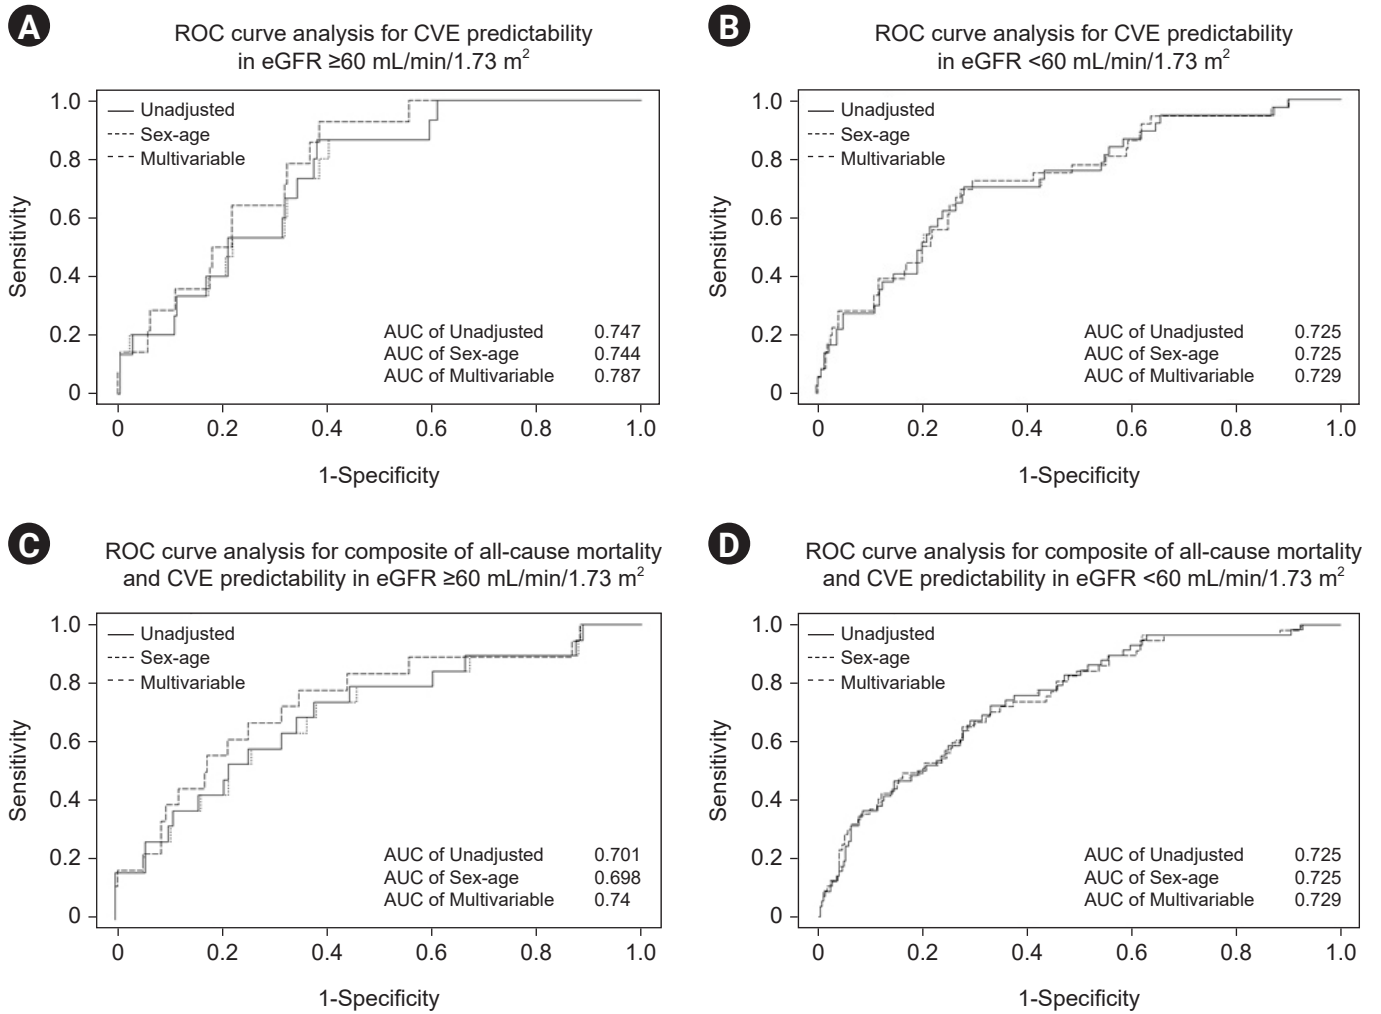 A
ROC curve analysis for CVE predictability
in eGFR ≥60 mL/min/1.73 m²
1.0
0.8
0.6
0.4
0.2
0
Sensitivity
Unadjusted
Sex-age
Multivariable
AUC of Unadjusted 0.747
AUC of Sex-age 0.744
AUC of Multivariable 0.787
0 0.2 0.4 0.6 0.8 1.0
1-Specificity
B
ROC curve analysis for CVE predictability
in eGFR <60 mL/min/1.73 m²
1.0
0.8
0.6
0.4
0.2
0
Sensitivity
Unadjusted
Sex-age
Multivariable
AUC of Unadjusted 0.725
AUC of Sex-age 0.725
AUC of Multivariable 0.729
0 0.2 0.4 0.6 0.8 1.0
1-Specificity
C
ROC curve analysis for composite of all-cause mortality
and CVE predictability in eGFR ≥60 mL/min/1.73 m²
1.0
0.8
0.6
0.4
0.2
0
Sensitivity
Unadjusted
Sex-age
Multivariable
AUC of Unadjusted 0.701
AUC of Sex-age 0.698
AUC of Multivariable 0.74
0 0.2 0.4 0.6 0.8 1.0
1-Specificity
D
ROC curve analysis for composite of all-cause mortality
and CVE predictability in eGFR <60 mL/min/1.73 m²
1.0
0.8
0.6
0.4
0.2
0
Sensitivity
Unadjusted
Sex-age
Multivariable
AUC of Unadjusted 0.725
AUC of Sex-age 0.725
AUC of Multivariable 0.729
0 0.2 0.4 0.6 0.8 1.0
1-Specificity